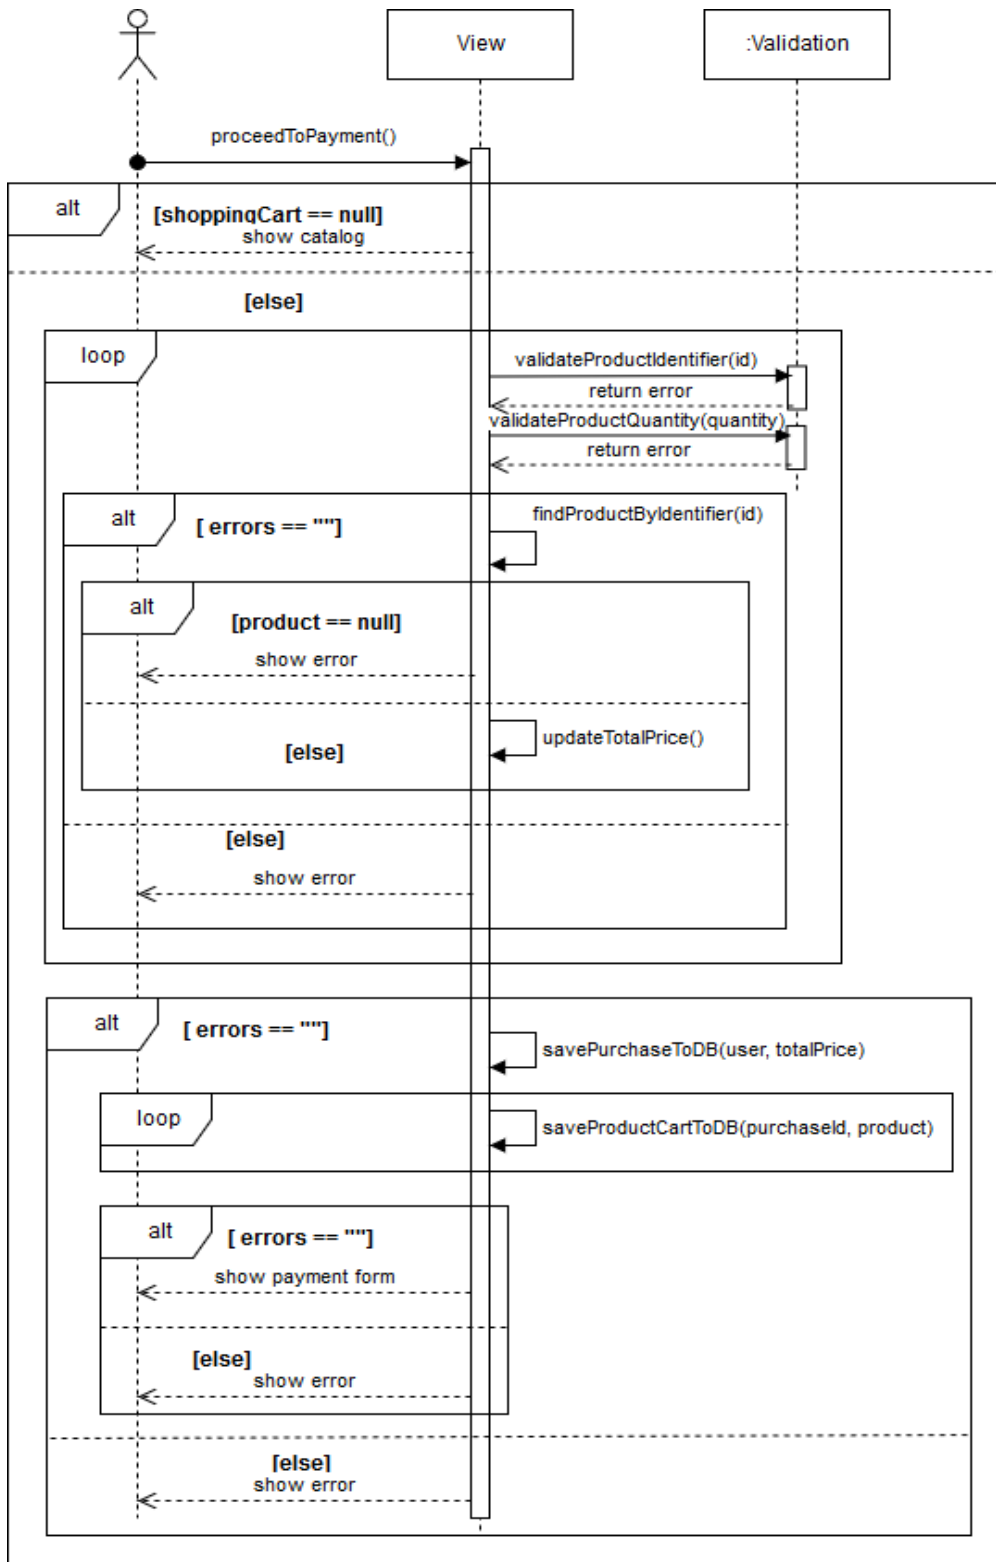 View
:Validation
proceedToPayment()
alt
[shoppingCart == null]
show catalog
[else]
loop
validateProductIdentifier(id)
return error
validateProductQuantity(quantity)
return error
alt
[ errors == ""]
findProductByIdentifier(id)
alt
[product == null]
show error
[else]
updateTotalPrice()
[else]
show error
alt
[ errors == ""]
savePurchaseToDB(user, totalPrice)
loop
saveProductCartToDB(purchaseId, product)
alt
[ errors == ""]
show payment form
[else]
show error
[else]
show error